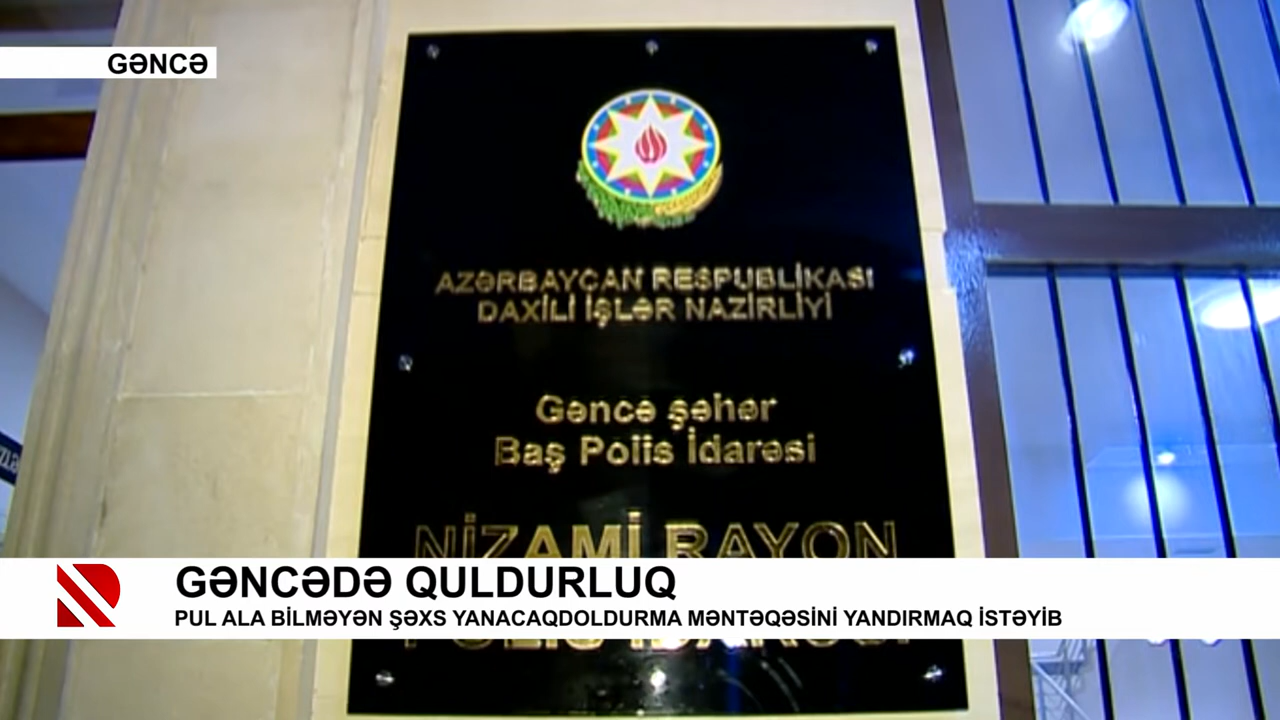 GƏNCƏ
AZƏRBAYCAN RESPUBLİKASI
DAXİLİ İŞLƏR NAZİRLİYİ
Gəncə şəhər
Baş Polis İdarəsi
NİZAMİ RAYON
GƏNCƏDƏ QULDURLUQ
PUL ALA BİLMƏYƏN ŞƏXS YANACAQDOLDURMA MƏNTƏQƏSİNİ YANDIRMAQ İSTƏYİB